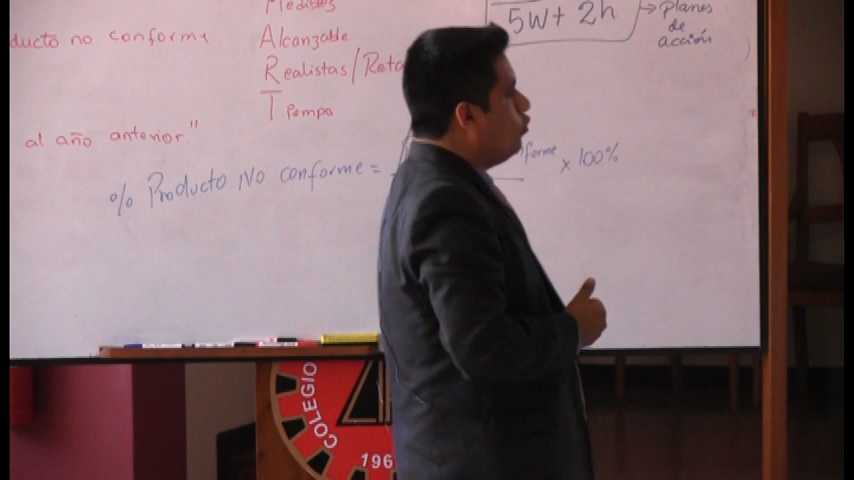 Medibles
5W + 2h → planes
de
acción
ducto no conforme
Alcanzable
Realistas/Reta
Tiempo
al año anterior."
% Producto No conforme =
forme x 100%
COLEGIO
196